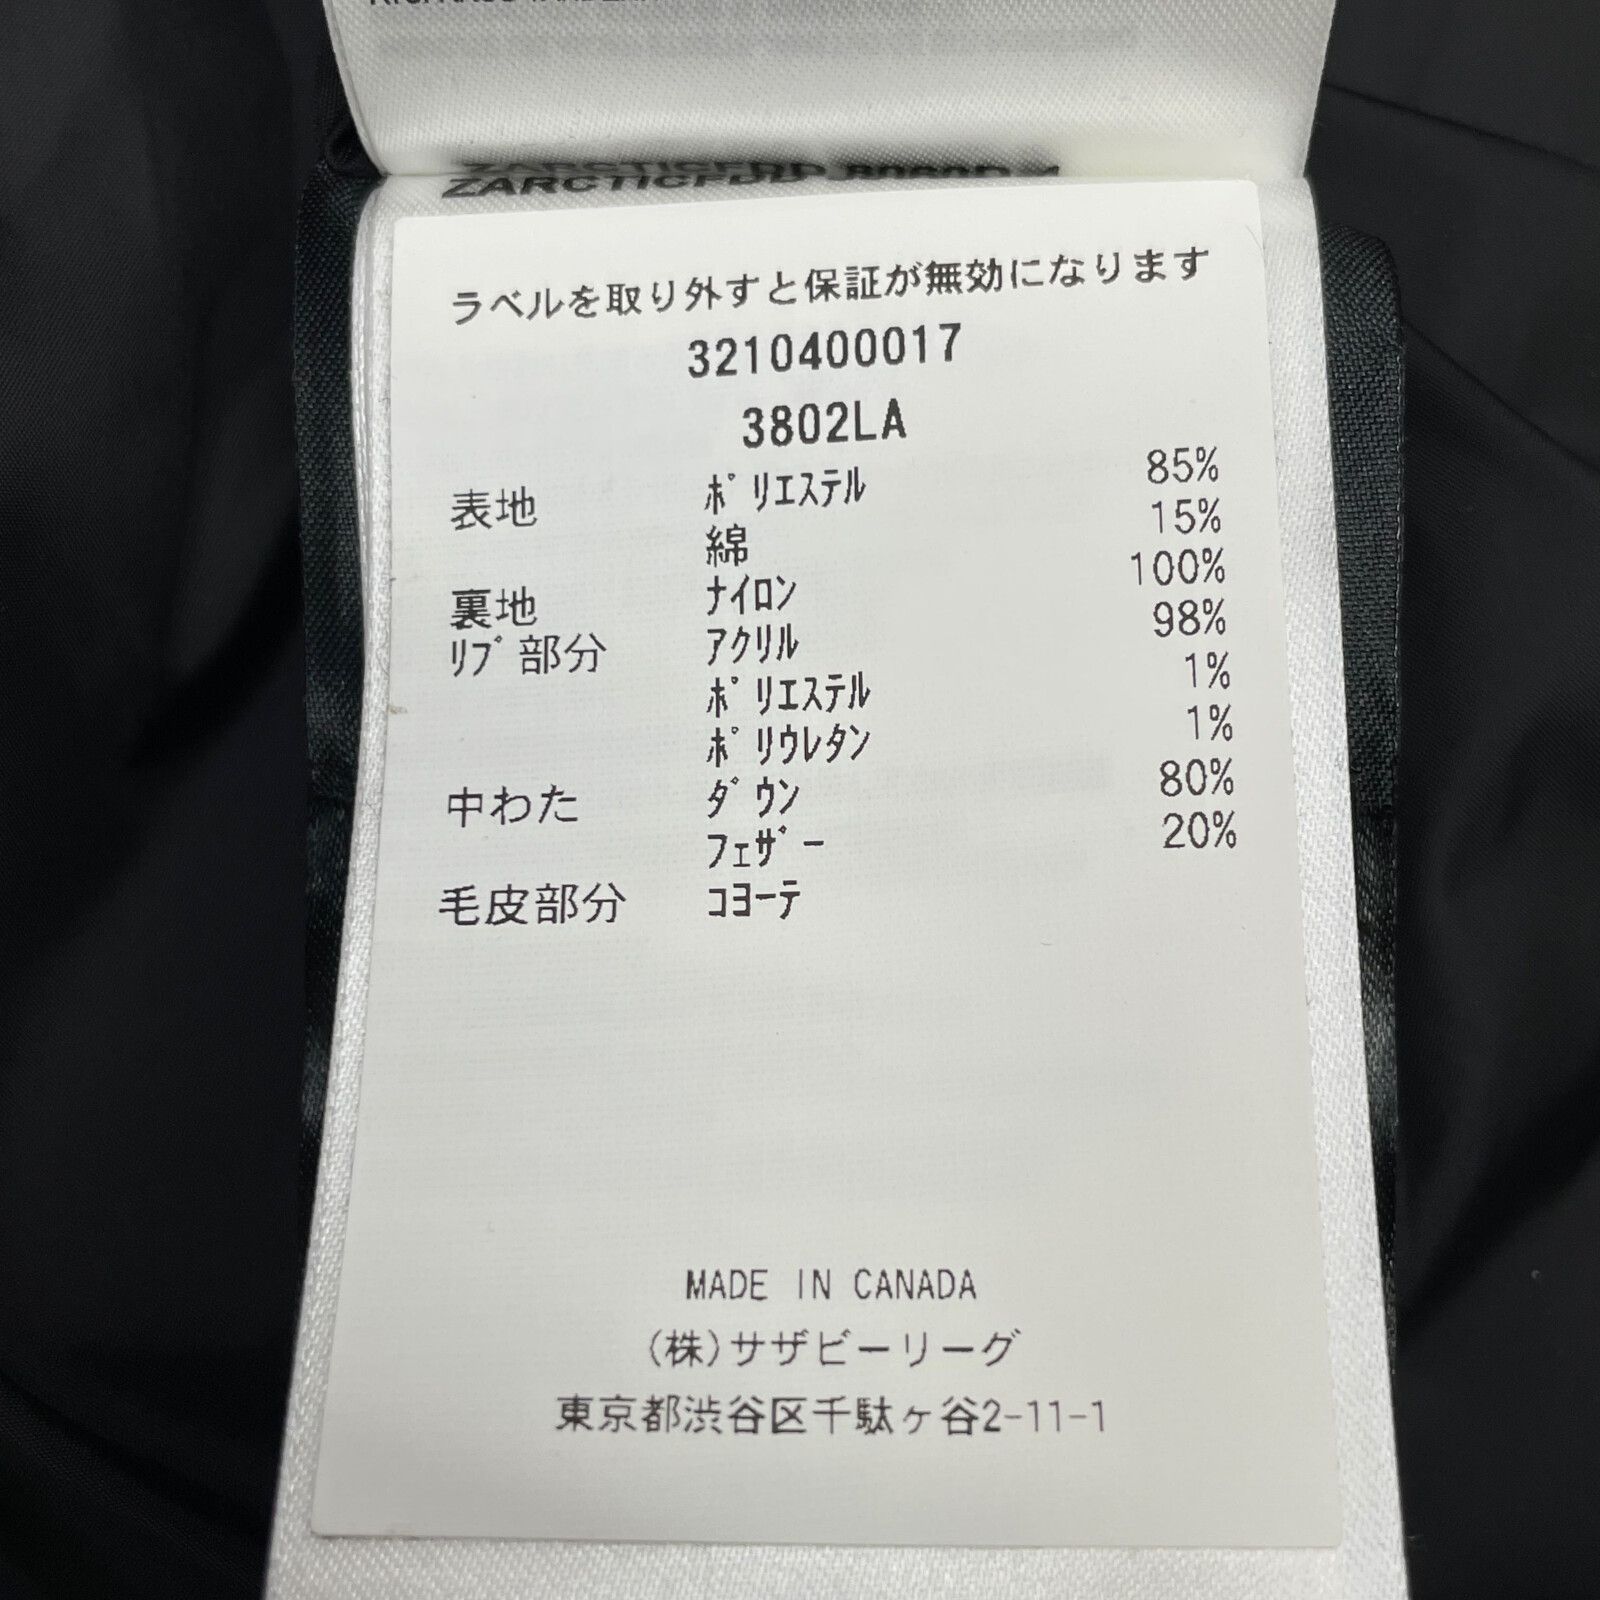 ラベルを取り外すと保証が無効になります
3210400017
3802LA
表地 ﾎﾟﾘｴｽﾃﾙ 85%
綿 15%
裏地 ﾅｲﾛﾝ 100%
ﾘﾌﾞ部分 ｱｸﾘﾙ 98%
ﾎﾟﾘｴｽﾃﾙ 1%
ﾎﾟﾘｳﾚﾀﾝ 1%
中わた ﾀﾞｳﾝ 80%
ﾌｪｻﾞｰ 20%
毛皮部分 ｺﾖｰﾃ
MADE IN CANADA
(株)サザビーリーグ
東京都渋谷区千駄ヶ谷2-11-1